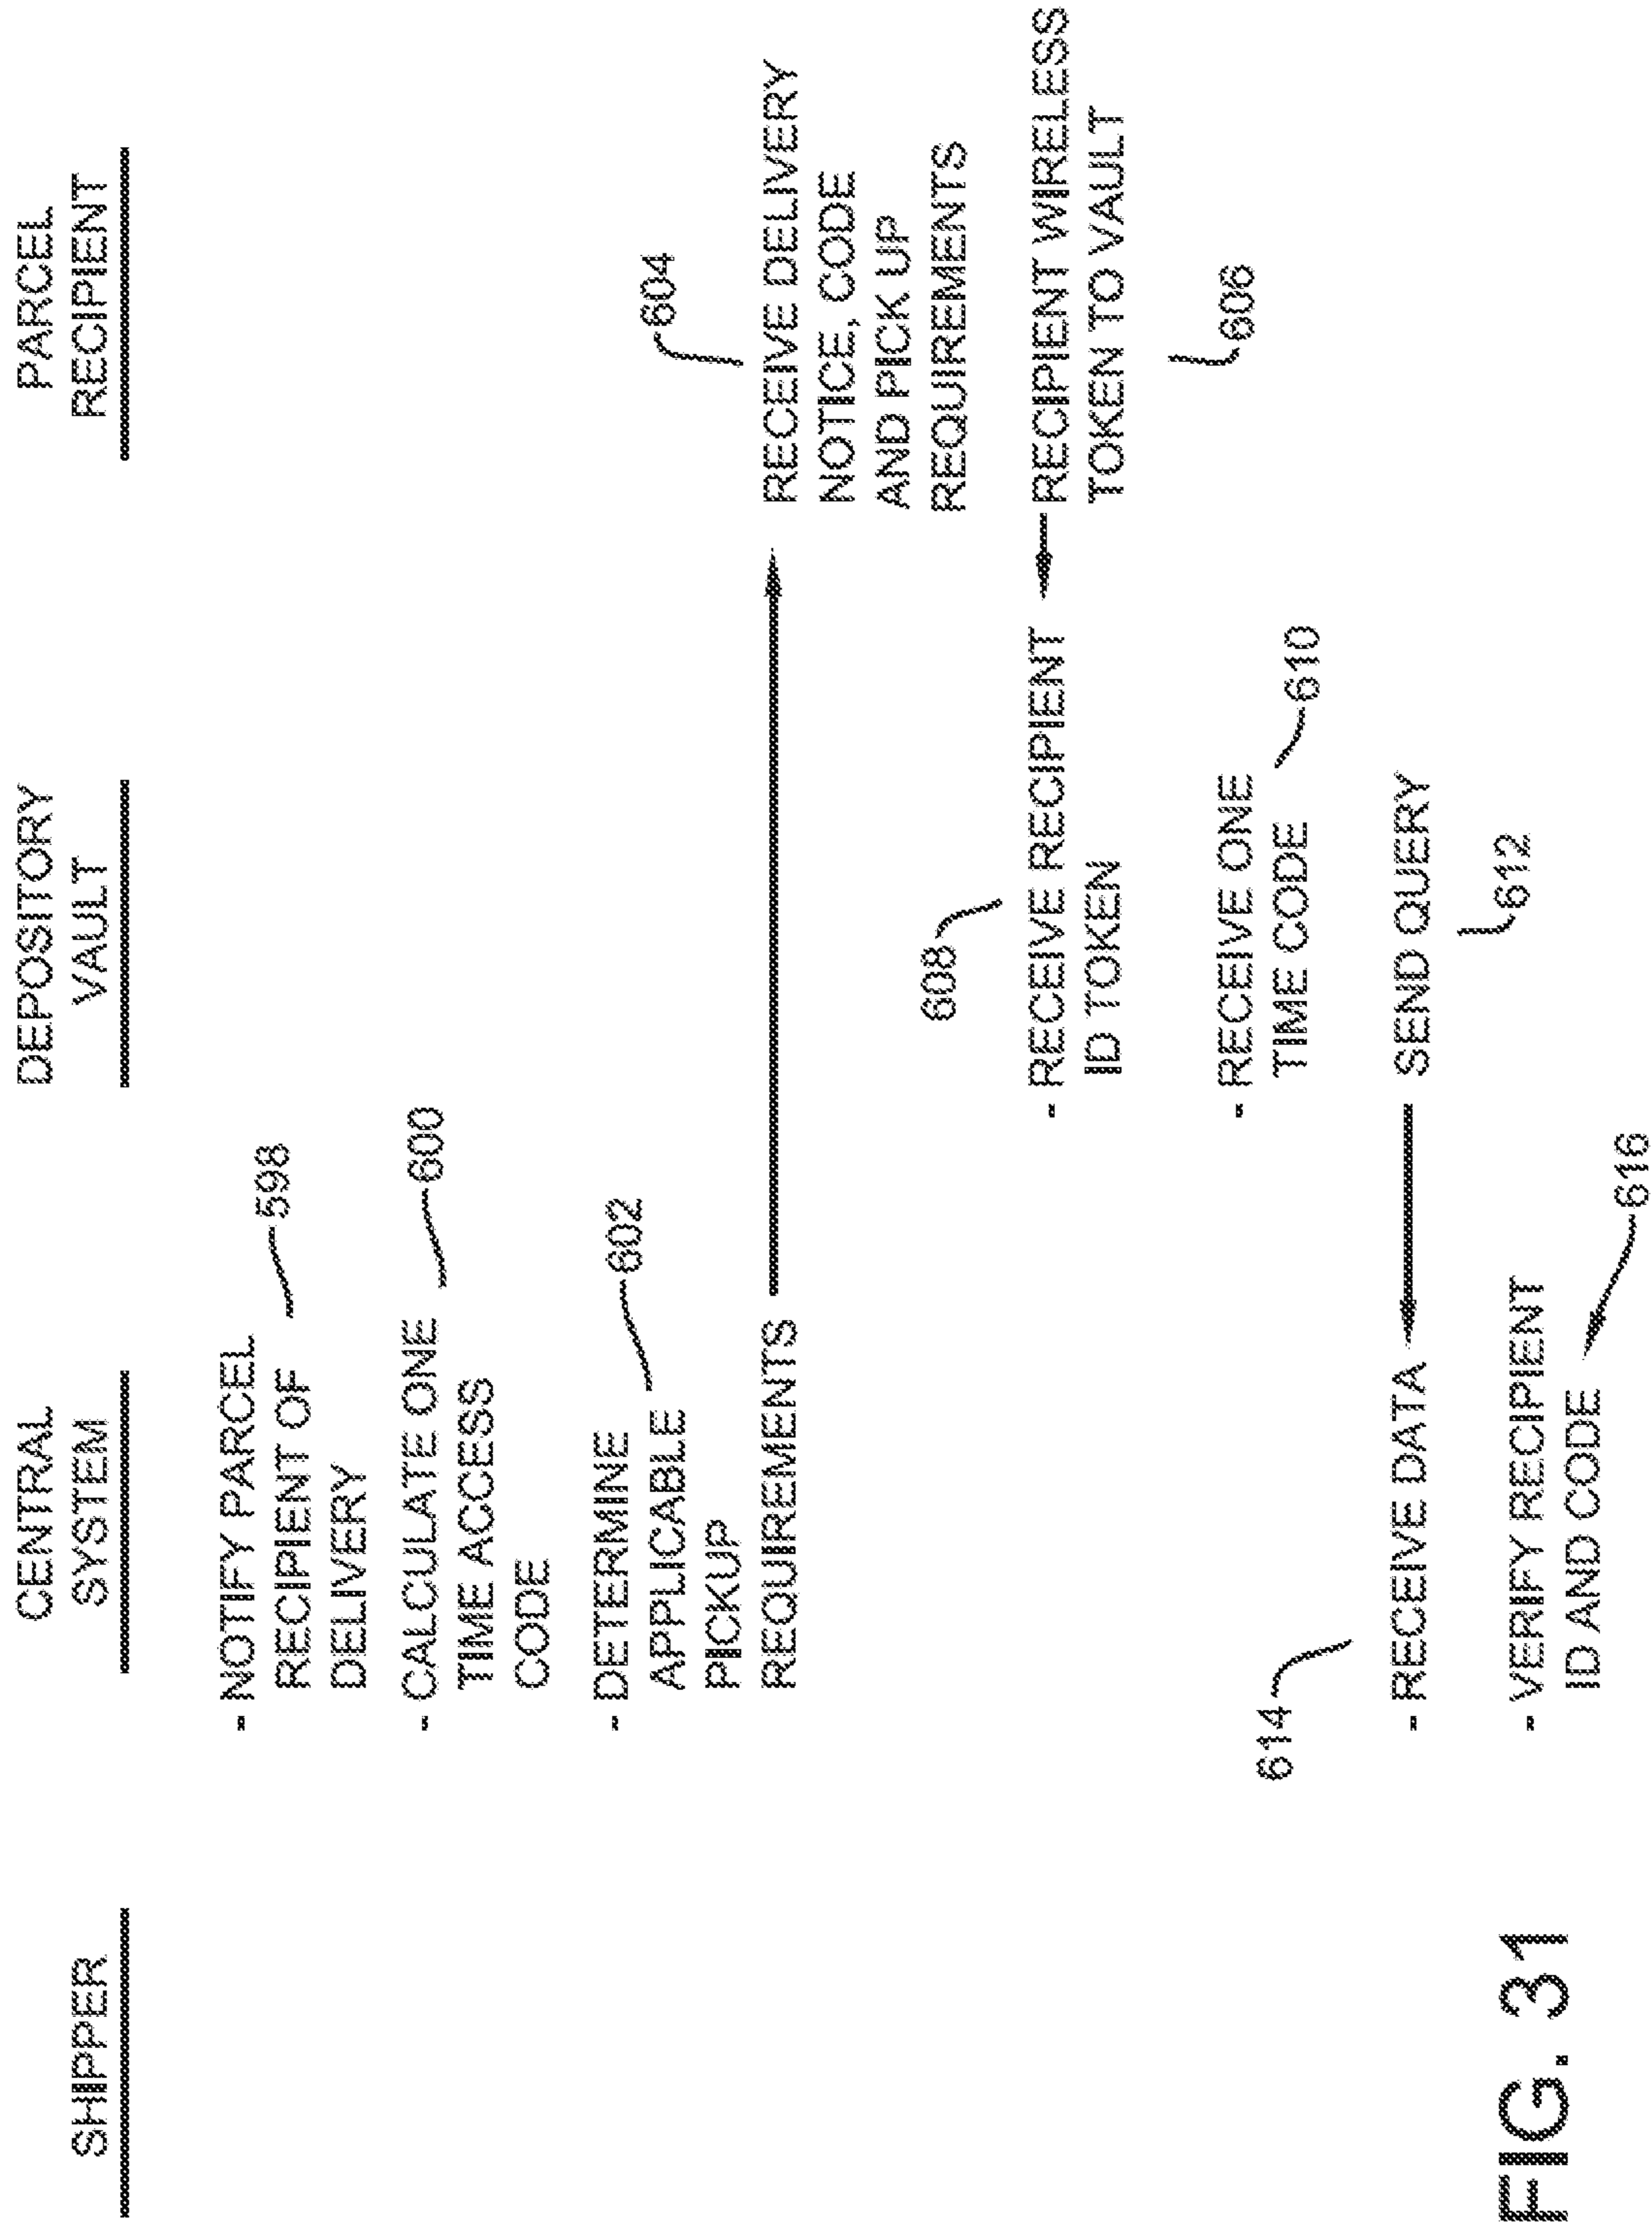 SHIPPER
CENTRAL
SYSTEM
DEPOSITORY
VAULT
PARCEL
RECIPIENT
- NOTIFY PARCEL
RECIPIENT OF
DELIVERY
598
- CALCULATE ONE
TIME ACCESS
CODE
600
- DETERMINE
APPLICABLE
PICKUP
REQUIREMENTS
602
604
RECEIVE DELIVERY
NOTICE, CODE
AND PICK UP
REQUIREMENTS
RECIPIENT WIRELESS
TOKEN TO VAULT
606
608
- RECEIVE RECIPIENT
ID TOKEN
- RECEIVE ONE
TIME CODE
610
SEND QUERY
612
614
- RECEIVE DATA
- VERIFY RECIPIENT
ID AND CODE
616
FIG. 31